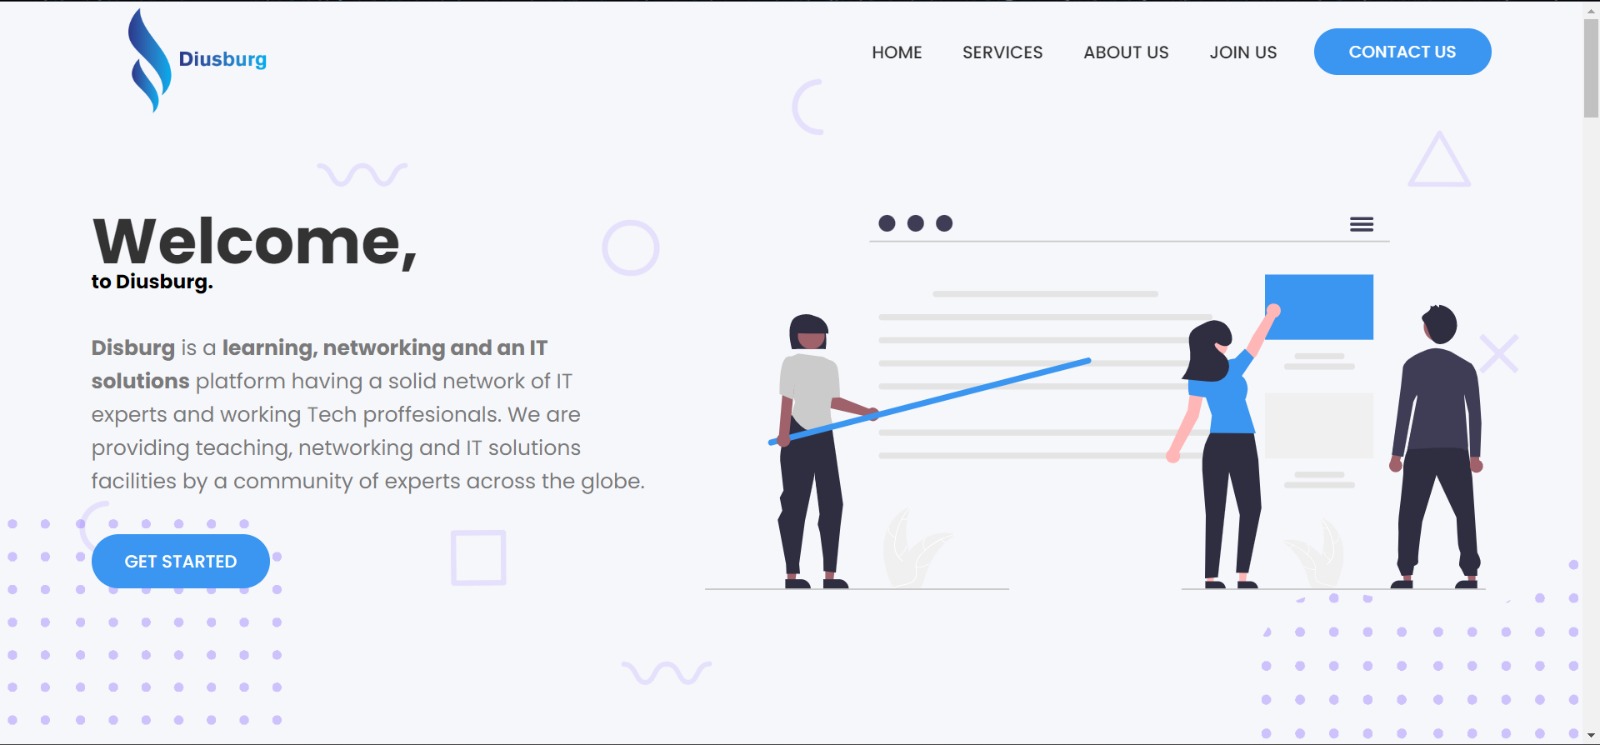 Diusburg
HOME SERVICES ABOUT US JOIN US CONTACT US
Welcome,
to Diusburg.
Disburg is a learning, networking and an IT
solutions platform having a solid network of IT
experts and working Tech proffesionals. We are
providing teaching, networking and IT solutions
facilities by a community of experts across the globe.
GET STARTED